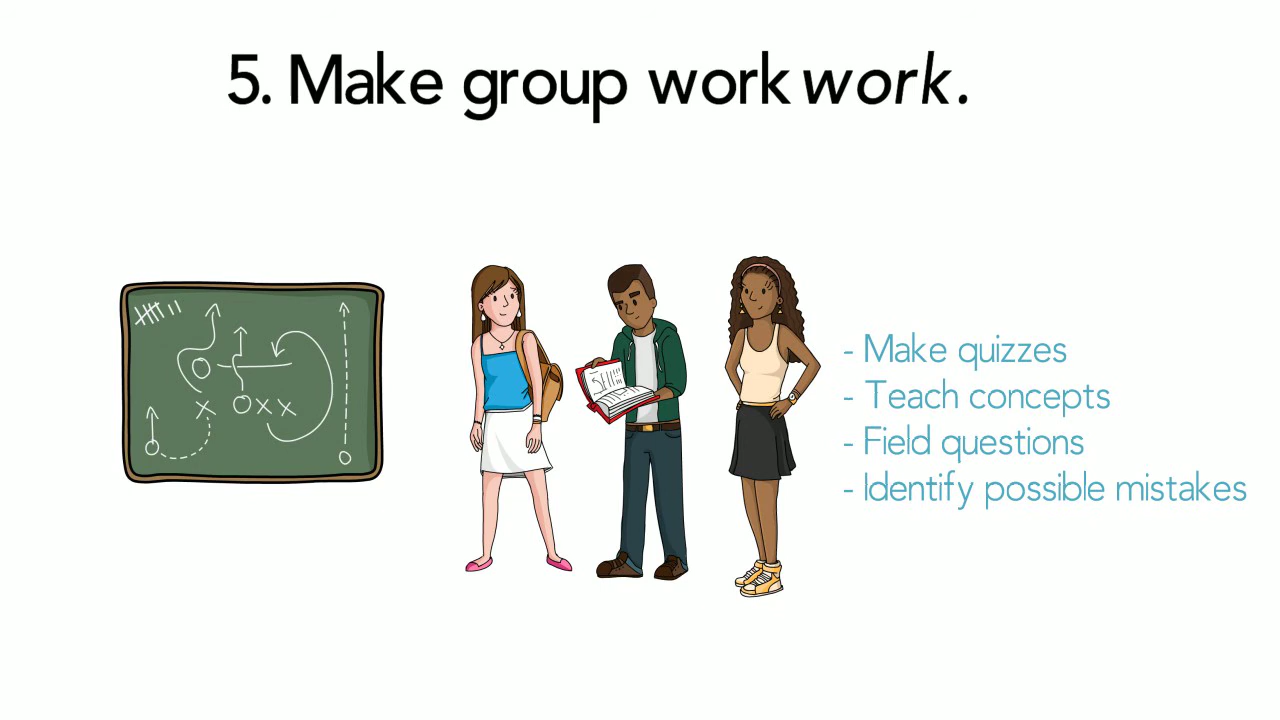 5. Make group work work.
- Make quizzes
- Teach concepts
- Field questions
- Identify possible mistakes